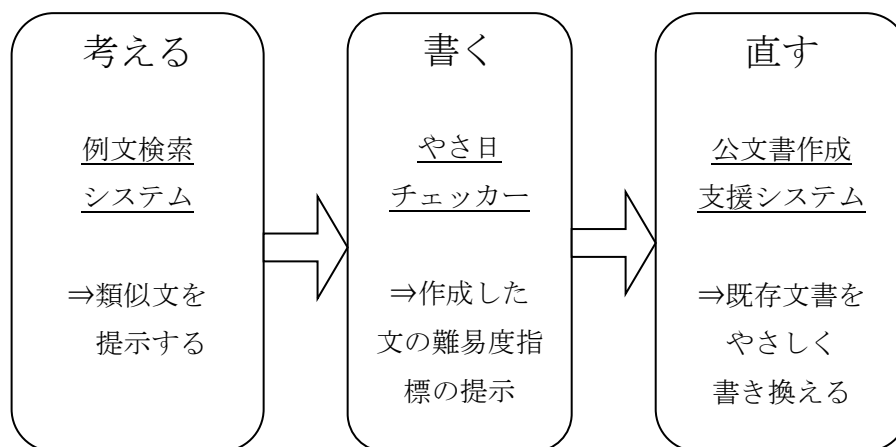 考える
例文検索
システム
⇒類似文を
提示する
書く
やさ日
チェッカー
⇒作成した
文の難易度指
標の提示
直す
公文書作成
支援システム
⇒既存文書を
やさしく
書き換える